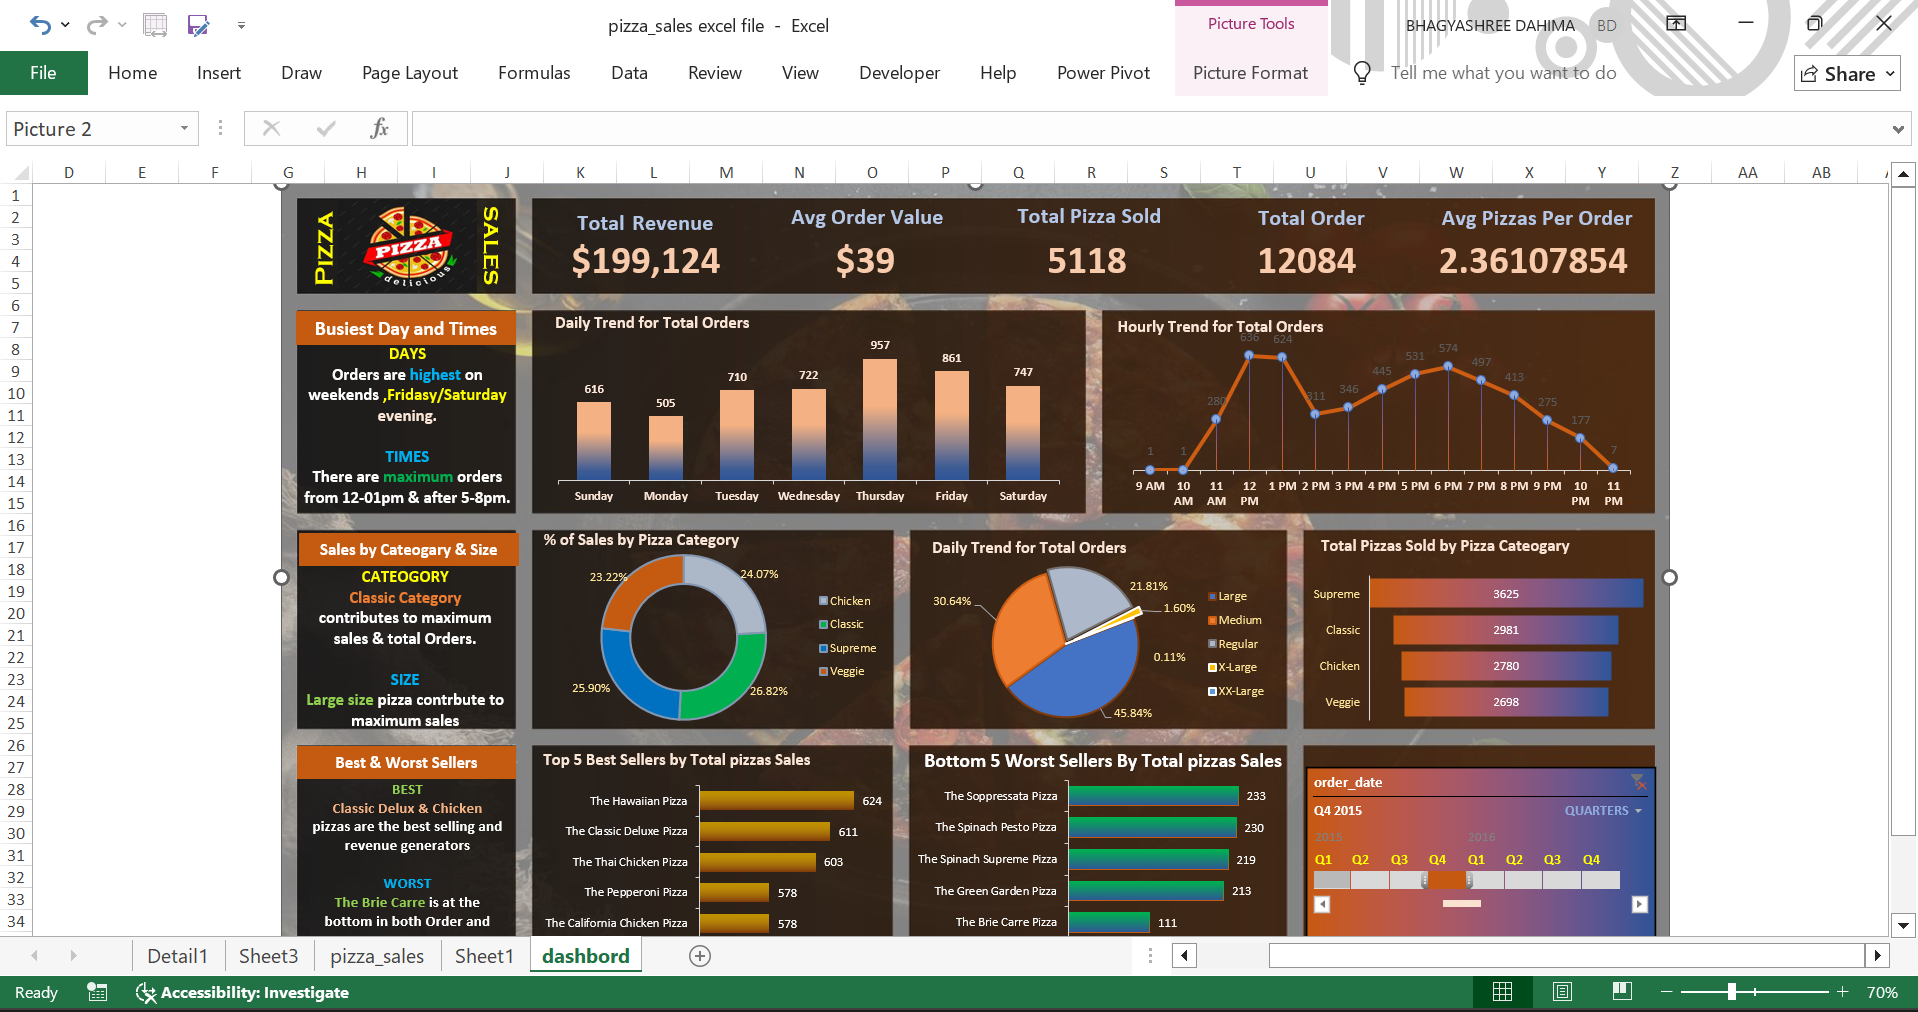 pizza_sales excel file - Excel
Picture Tools
BHAGYASHREE DAHIMA BD
File Home Insert Draw Page Layout Formulas Data Review View Developer Help Power Pivot Picture Format Tell me what you want to do Share
Picture 2
fx
D E F G H I J K L M N O P Q R S T U V W X Y Z AA AB
1
2
3
4
5
6
7
8
9
10
11
12
13
14
15
16
17
18
19
20
21
22
23
24
25
26
27
28
29
30
31
32
33
34
PIZZA
PIZZA
delicious
SALES
Total Revenue
$199,124
Avg Order Value
$39
Total Pizza Sold
5118
Total Order
12084
Avg Pizzas Per Order
2.36107854
Busiest Day and Times
DAYS
Orders are highest on
weekends ,Fridasy/Saturday
evening.
TIMES
There are maximum orders
from 12-01pm & after 5-8pm.
Daily Trend for Total Orders
616 505 710 722 957 861 747
Sunday Monday Tuesday Wednesday Thursday Friday Saturday
Hourly Trend for Total Orders
1 1 280 636 624 311 346 445 531 574 497 413 275 177 7
9 AM 10 AM 11 AM 12 PM 1 PM 2 PM 3 PM 4 PM 5 PM 6 PM 7 PM 8 PM 9 PM 10 PM 11 PM
Sales by Cateogary & Size
CATEOGORY
Classic Category
contributes to maximum
sales & total Orders.
SIZE
Large size pizza contrbute to
maximum sales
% of Sales by Pizza Category
23.22%
24.07%
25.90%
26.82%
Chicken
Classic
Supreme
Veggie
Daily Trend for Total Orders
30.64%
21.81%
1.60%
0.11%
45.84%
Large
Medium
Regular
X-Large
XX-Large
Total Pizzas Sold by Pizza Cateogary
Supreme 3625
Classic 2981
Chicken 2780
Veggie 2698
Best & Worst Sellers
BEST
Classic Delux & Chicken
pizzas are the best selling and
revenue generators
WORST
The Brie Carre is at the
bottom in both Order and
Top 5 Best Sellers by Total pizzas Sales
The Hawaiian Pizza 624
The Classic Deluxe Pizza 611
The Thai Chicken Pizza 603
The Pepperoni Pizza 578
The California Chicken Pizza 578
Bottom 5 Worst Sellers By Total pizzas Sales
The Soppressata Pizza 233
The Spinach Pesto Pizza 230
The Spinach Supreme Pizza 219
The Green Garden Pizza 213
The Brie Carre Pizza 111
order_date
Q4 2015 QUARTERS
2015 2016
Q1 Q2 Q3 Q4 Q1 Q2 Q3 Q4
Detail1 Sheet3 pizza_sales Sheet1 dashbord
Ready Accessibility: Investigate 70%